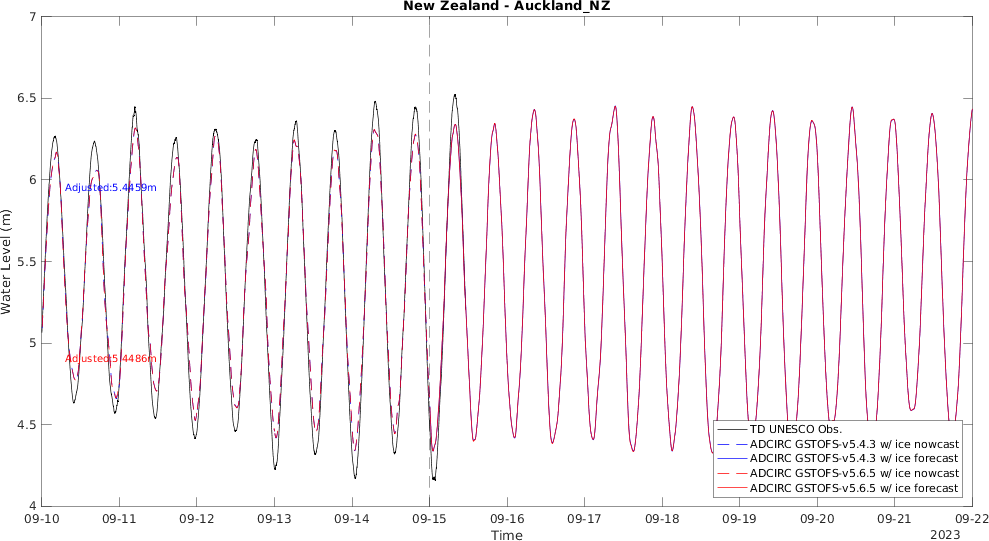 New Zealand - Auckland_NZ
Water Level (m)
7
6.5
6
5.5
5
4.5
4
Adjusted:5.4459m
Adjusted:5.4486m
TD UNESCO Obs.
ADCIRC GSTOFS-v5.4.3 w/ ice nowcast
ADCIRC GSTOFS-v5.4.3 w/ ice forecast
ADCIRC GSTOFS-v5.6.5 w/ ice nowcast
ADCIRC GSTOFS-v5.6.5 w/ ice forecast
09-10 09-11 09-12 09-13 09-14 09-15 09-16 09-17 09-18 09-19 09-20 09-21 09-22
Time
2023